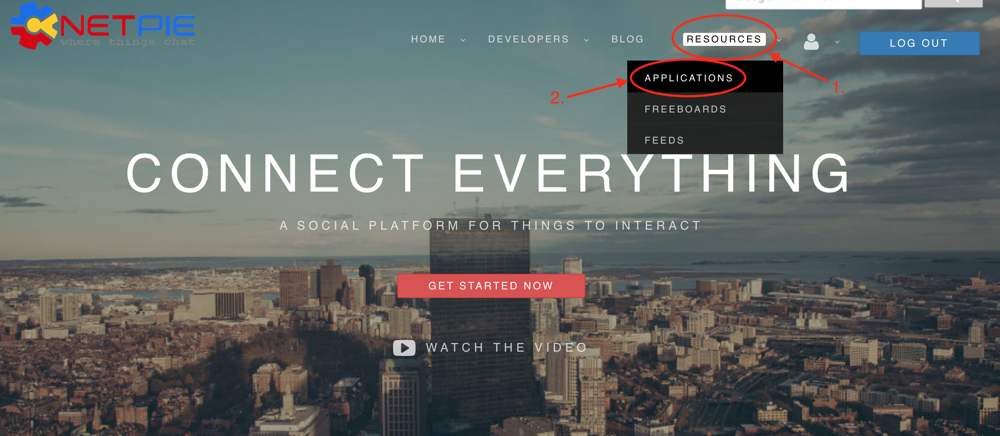 NETPIE
where things chat
HOME DEVELOPERS BLOG RESOURCES LOG OUT
APPLICATIONS
FREEBOARDS
FEEDS
1.
2.
CONNECT EVERYTHING
A SOCIAL PLATFORM FOR THINGS TO INTERACT
GET STARTED NOW
WATCH THE VIDEO